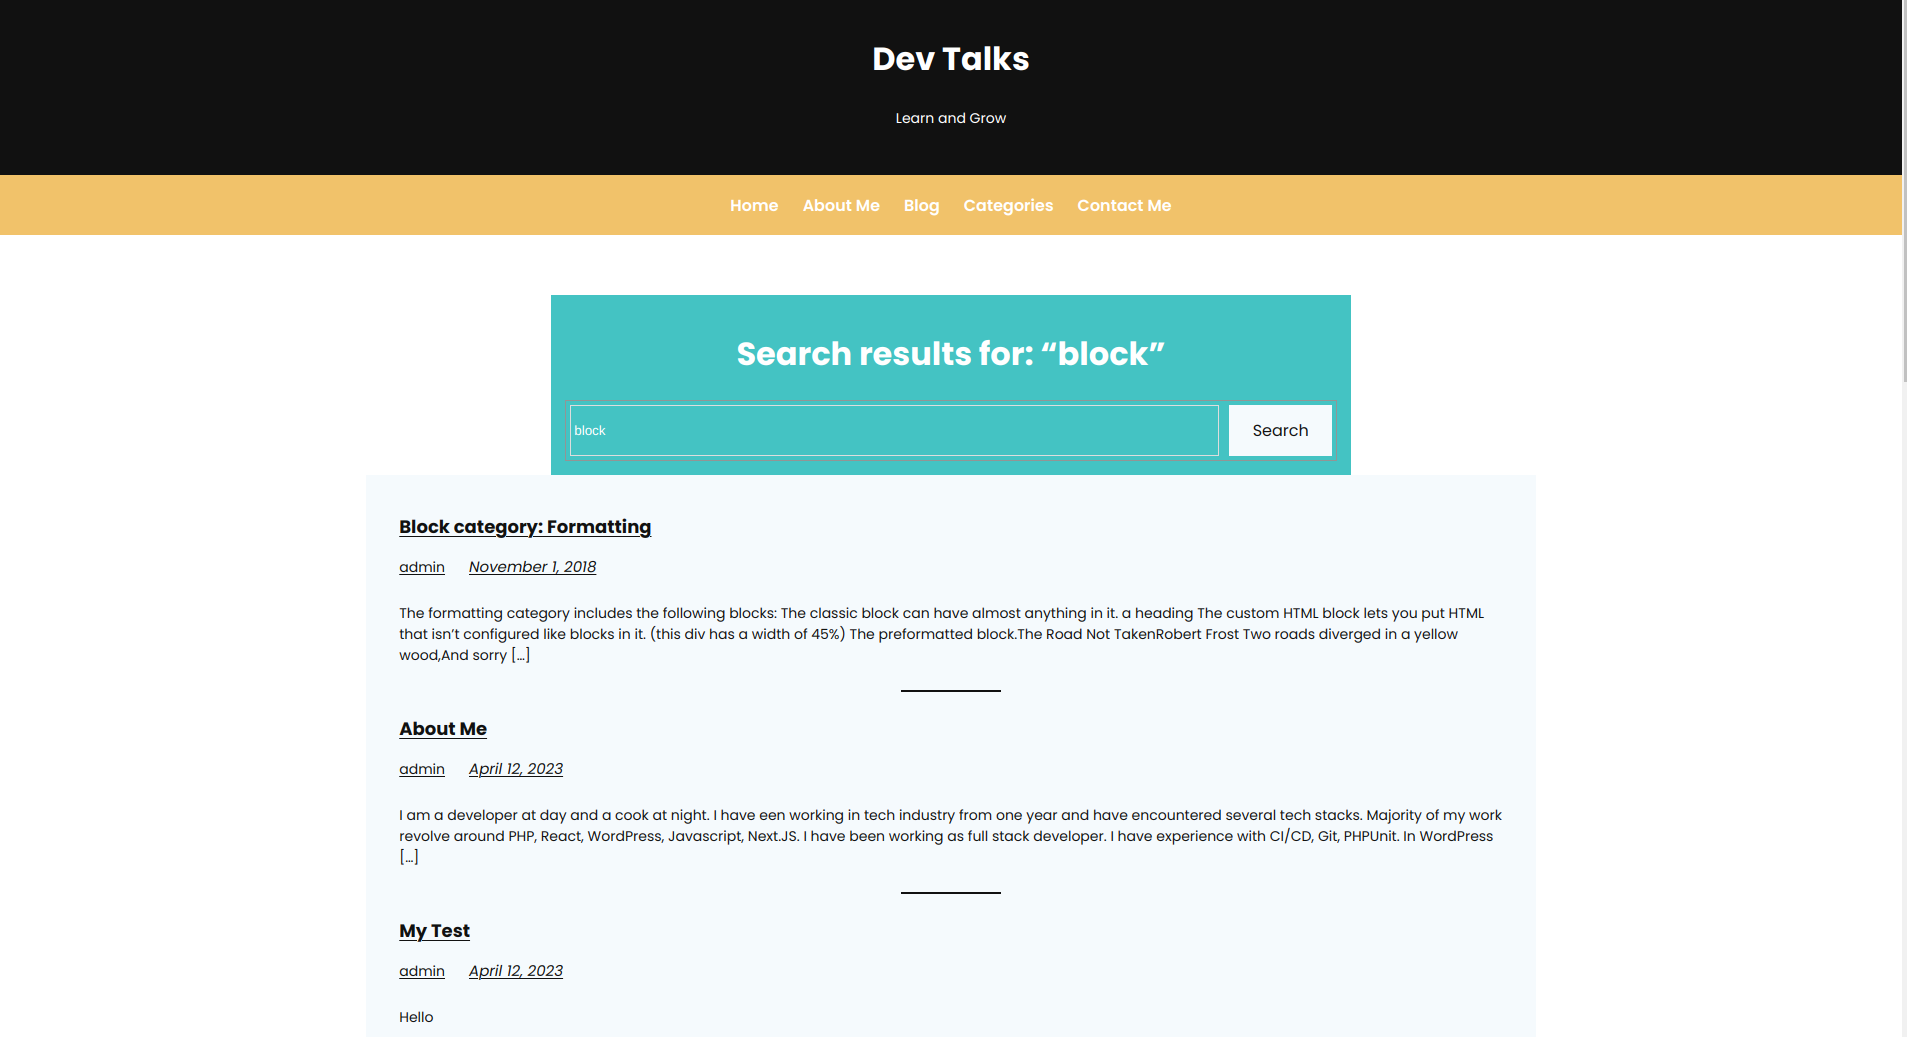 Dev Talks
Learn and Grow
Home About Me Blog Categories Contact Me
Search results for: “block”
block Search
Block category: Formatting
admin November 1, 2018
The formatting category includes the following blocks: The classic block can have almost anything in it. a heading The custom HTML block lets you put HTML
that isn’t configured like blocks in it. (this div has a width of 45%) The preformatted block.The Road Not TakenRobert Frost Two roads diverged in a yellow
wood,And sorry […]
About Me
admin April 12, 2023
I am a developer at day and a cook at night. I have een working in tech industry from one year and have encountered several tech stacks. Majority of my work
revolve around PHP, React, WordPress, Javascript, Next.JS. I have been working as full stack developer. I have experience with CI/CD, Git, PHPUnit. In WordPress
[…]
My Test
admin April 12, 2023
Hello